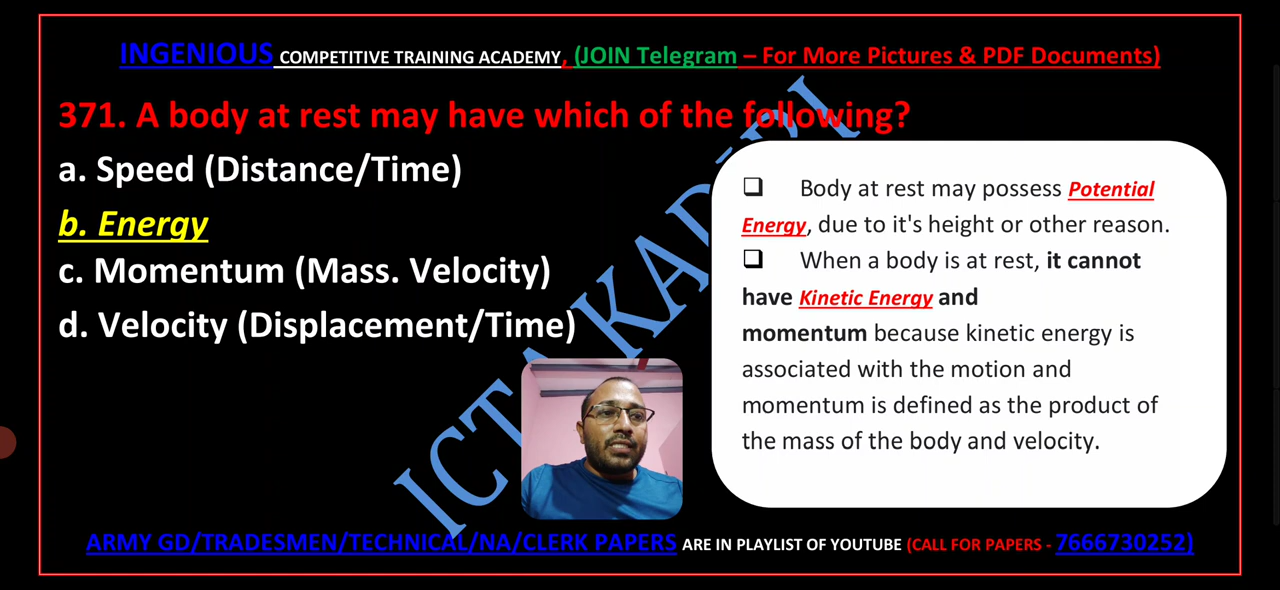 INGENIOUS COMPETITIVE TRAINING ACADEMY, (JOIN Telegram – For More Pictures & PDF Documents)
371. A body at rest may have which of the following?
a. Speed (Distance/Time)
b. Energy
c. Momentum (Mass. Velocity)
d. Velocity (Displacement/Time)
❑ Body at rest may possess Potential
Energy, due to it's height or other reason.
❑ When a body is at rest, it cannot
have Kinetic Energy and
momentum because kinetic energy is
associated with the motion and
momentum is defined as the product of
the mass of the body and velocity.
ARMY GD/TRADESMEN/TECHNICAL/NA/CLERK PAPERS ARE IN PLAYLIST OF YOUTUBE (CALL FOR PAPERS - 7666730252)